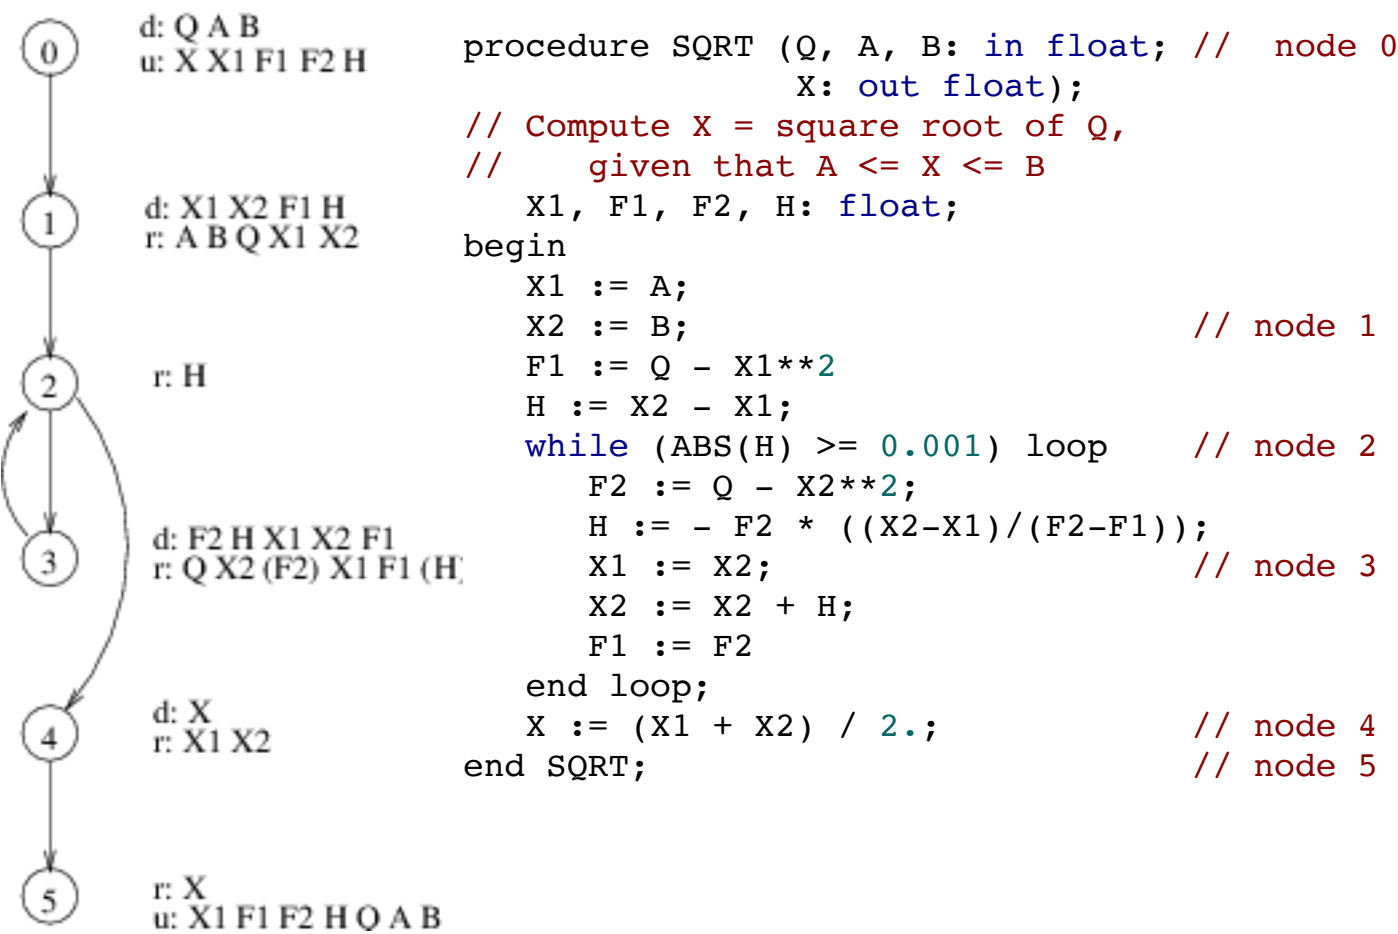 0
d: Q A B
u: X X1 F1 F2 H
1
d: X1 X2 F1 H
r: A B Q X1 X2
2
r: H
3
d: F2 H X1 X2 F1
r: Q X2 (F2) X1 F1 (H)
4
d: X
r: X1 X2
5
r: X
u: X1 F1 F2 H Q A B
procedure SQRT (Q, A, B: in float; // node 0
X: out float);
// Compute X = square root of Q,
// given that A <= X <= B
X1, F1, F2, H: float;
begin
X1 := A;
X2 := B; // node 1
F1 := Q - X1**2
H := X2 - X1;
while (ABS(H) >= 0.001) loop // node 2
F2 := Q - X2**2;
H := - F2 * ((X2-X1)/(F2-F1));
X1 := X2; // node 3
X2 := X2 + H;
F1 := F2
end loop;
X := (X1 + X2) / 2.; // node 4
end SQRT; // node 5